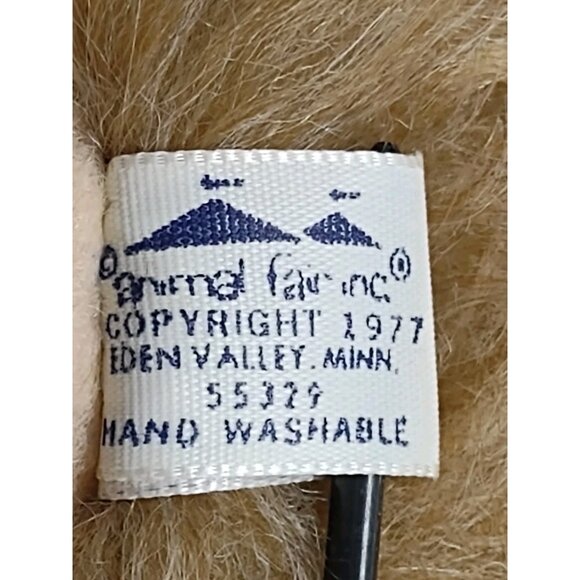 © animal fair inc ®
COPYRIGHT 1977
EDEN VALLEY, MINN.
55329
HAND WASHABLE